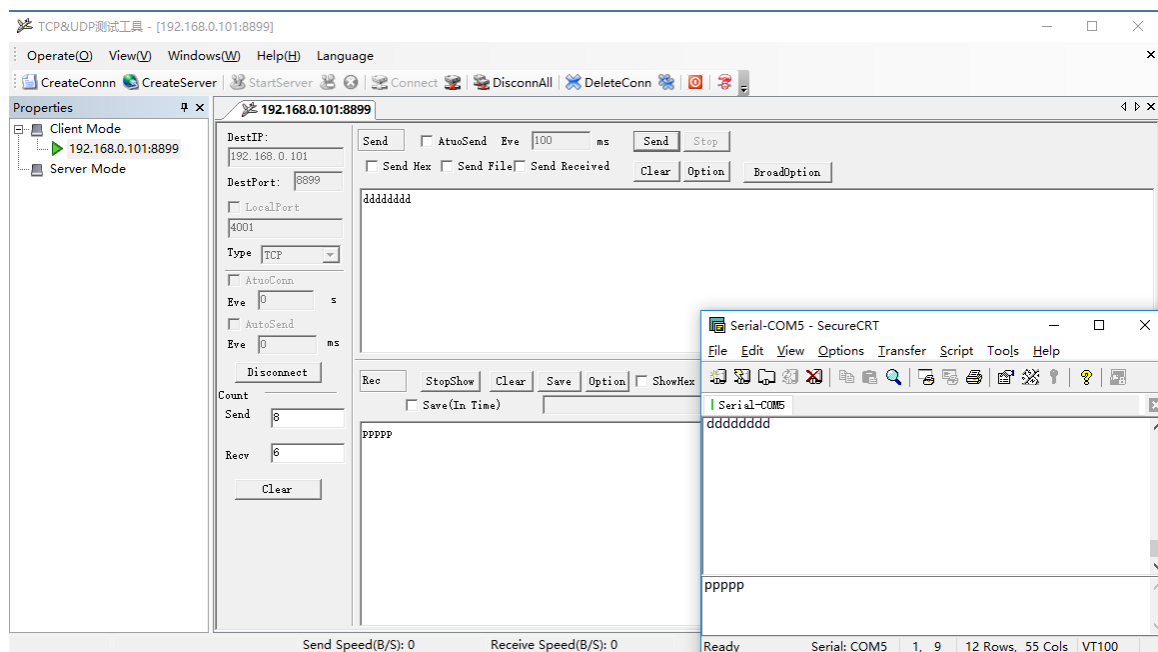 TCP&UDP测试工具 - [192.168.0.101:8899]
Operate(O) View(V) Windows(W) Help(H) Language
CreateConnn CreateServer StartServer Connect DisconnAll DeleteConn
Properties
Client Mode
192.168.0.101:8899
Server Mode
192.168.0.101:8899
DestIP:
192.168.0.101
DestPort: 8899
LocalPort
4001
Type TCP
AtuoConn
Eve 0 s
AutoSend
Eve 0 ms
Disconnect
Count
Send 8
Recv 6
Clear
Send AtuoSend Eve 100 ms Send Stop
Send Hex Send File Send Received Clear Option BroadOption
dddddddd
Rec StopShow Clear Save Option ShowHex
Save(In Time)
ppppp
Send Speed(B/S): 0 Receive Speed(B/S): 0
Serial-COM5 - SecureCRT
File Edit View Options Transfer Script Tools Help
Serial-COM5
dddddddd
ppppp
Ready Serial: COM5 1, 9 12 Rows, 55 Cols VT100